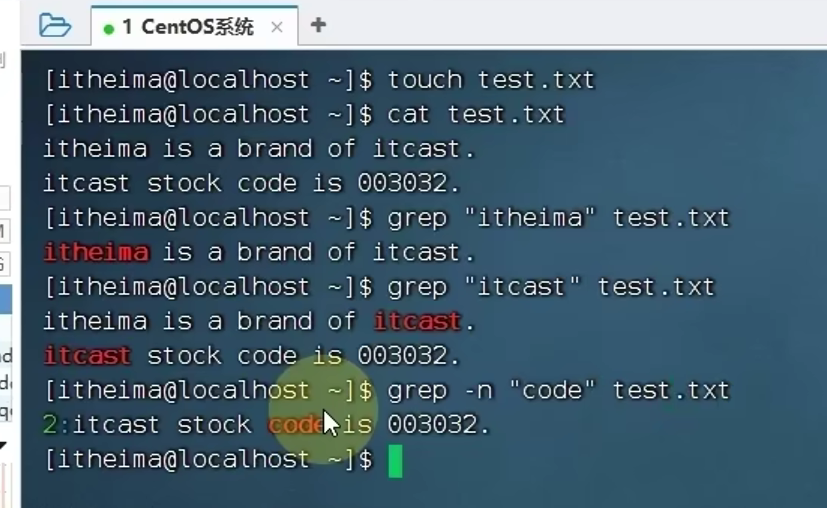 1 CentOS系统 × +
[itheima@localhost ~]$ touch test.txt
[itheima@localhost ~]$ cat test.txt
itheima is a brand of itcast.
itcast stock code is 003032.
[itheima@localhost ~]$ grep "itheima" test.txt
itheima is a brand of itcast.
[itheima@localhost ~]$ grep "itcast" test.txt
itheima is a brand of itcast.
itcast stock code is 003032.
[itheima@localhost ~]$ grep -n "code" test.txt
2:itcast stock code is 003032.
[itheima@localhost ~]$